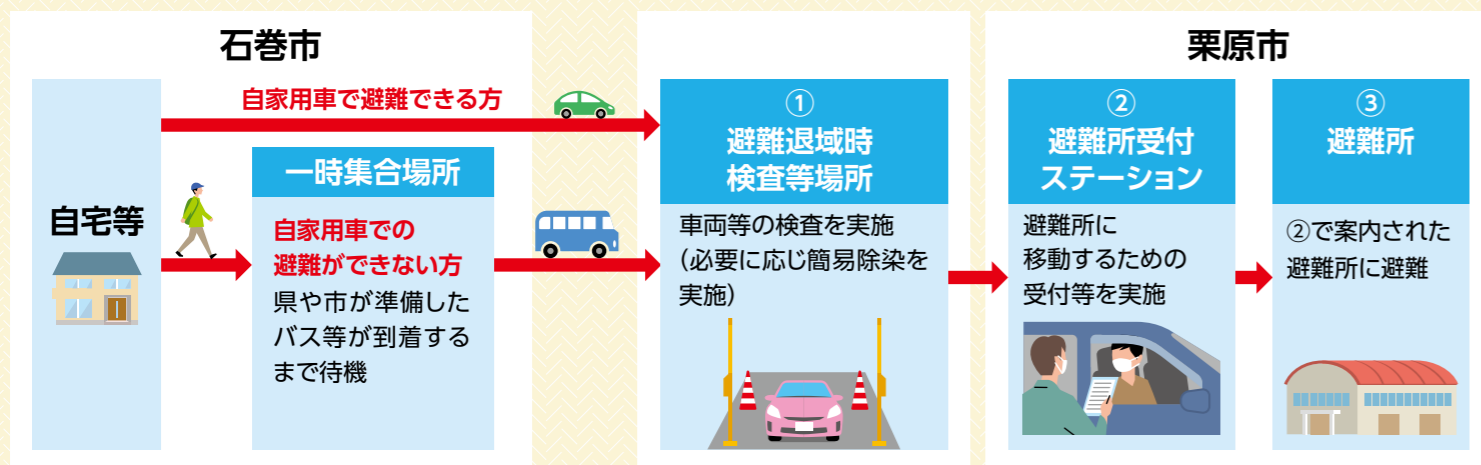 石巻市
自宅等
自家用車で避難できる方
一時集合場所
自家用車での
避難ができない方
県や市が準備した
バス等が到着する
まで待機
①
避難退域時
検査等場所
車両等の検査を実施
（必要に応じ簡易除染を
実施）
栗原市
②
避難所受付
ステーション
避難所に
移動するための
受付等を実施
③
避難所
②で案内された
避難所に避難